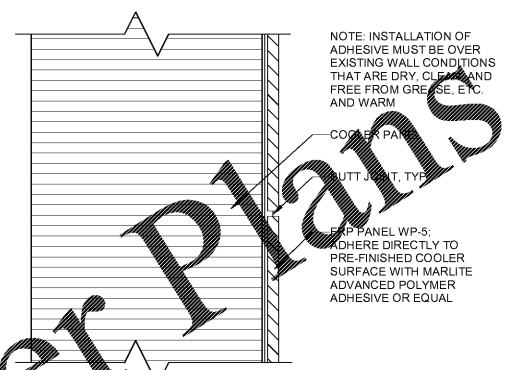 NOTE: INSTALLATION OF
ADHESIVE MUST BE OVER
EXISTING WALL CONDITIONS
THAT ARE DRY, CLEAN AND
FREE FROM GREASE, ETC.
AND WARM
COOLER PANEL
BUTT JOINT, TYP.
FRP PANEL WP-5;
ADHERE DIRECTLY TO
PRE-FINISHED COOLER
SURFACE WITH MARLITE
ADVANCED POLYMER
ADHESIVE OR EQUAL
er Plans